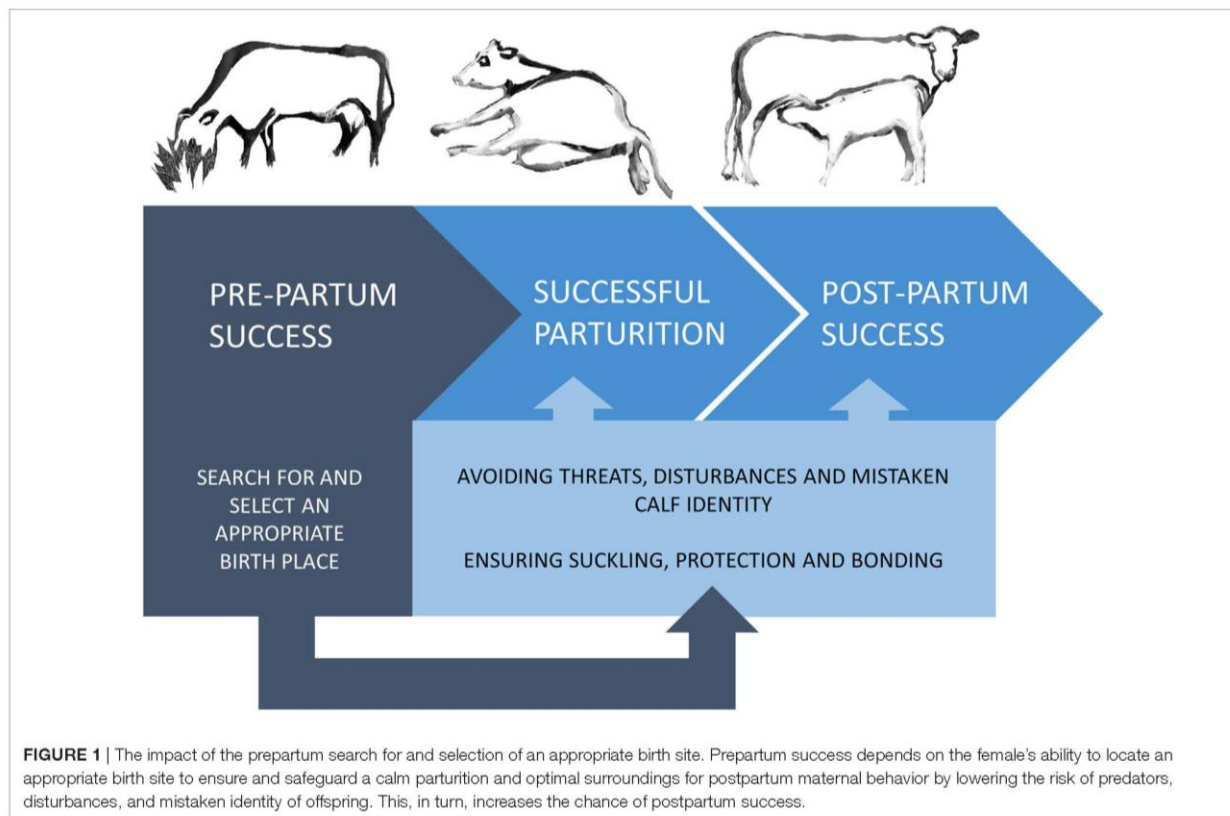 PRE-PARTUM
SUCCESS
SUCCESSFUL
PARTURITION
POST-PARTUM
SUCCESS
SEARCH FOR AND
SELECT AN
APPROPRIATE
BIRTH PLACE
AVOIDING THREATS, DISTURBANCES AND MISTAKEN
CALF IDENTITY
ENSURING SUCKLING, PROTECTION AND BONDING
FIGURE 1 | The impact of the prepartum search for and selection of an appropriate birth site. Prepartum success depends on the female's ability to locate an
appropriate birth site to ensure and safeguard a calm parturition and optimal surroundings for postpartum maternal behavior by lowering the risk of predators,
disturbances, and mistaken identity of offspring. This, in turn, increases the chance of postpartum success.